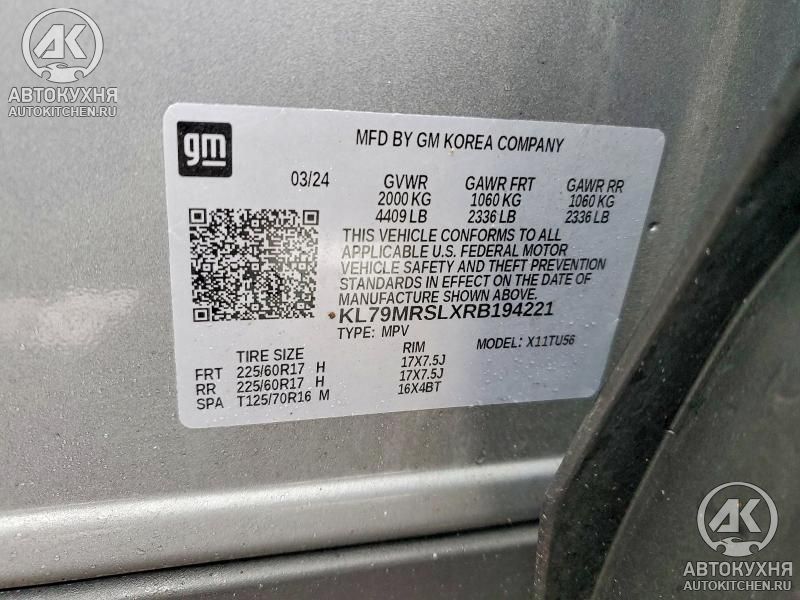 AK
АВТОКУХНЯ
AUTOKITCHEN.RU
gm
MFD BY GM KOREA COMPANY
03/24 GVWR GAWR FRT GAWR RR
2000 KG 1060 KG 1060 KG
4409 LB 2336 LB 2336 LB
THIS VEHICLE CONFORMS TO ALL
APPLICABLE U.S. FEDERAL MOTOR
VEHICLE SAFETY AND THEFT PREVENTION
STANDARDS IN EFFECT ON THE DATE OF
MANUFACTURE SHOWN ABOVE.
*KL79MRSLXRB194221
TYPE: MPV MODEL: X11TU56
TIRE SIZE RIM
FRT 225/60R17 H 17X7.5J
RR 225/60R17 H 17X7.5J
SPA T125/70R16 M 16X4BT
AK
АВТОКУХНЯ
AUTOKITCHEN.RU